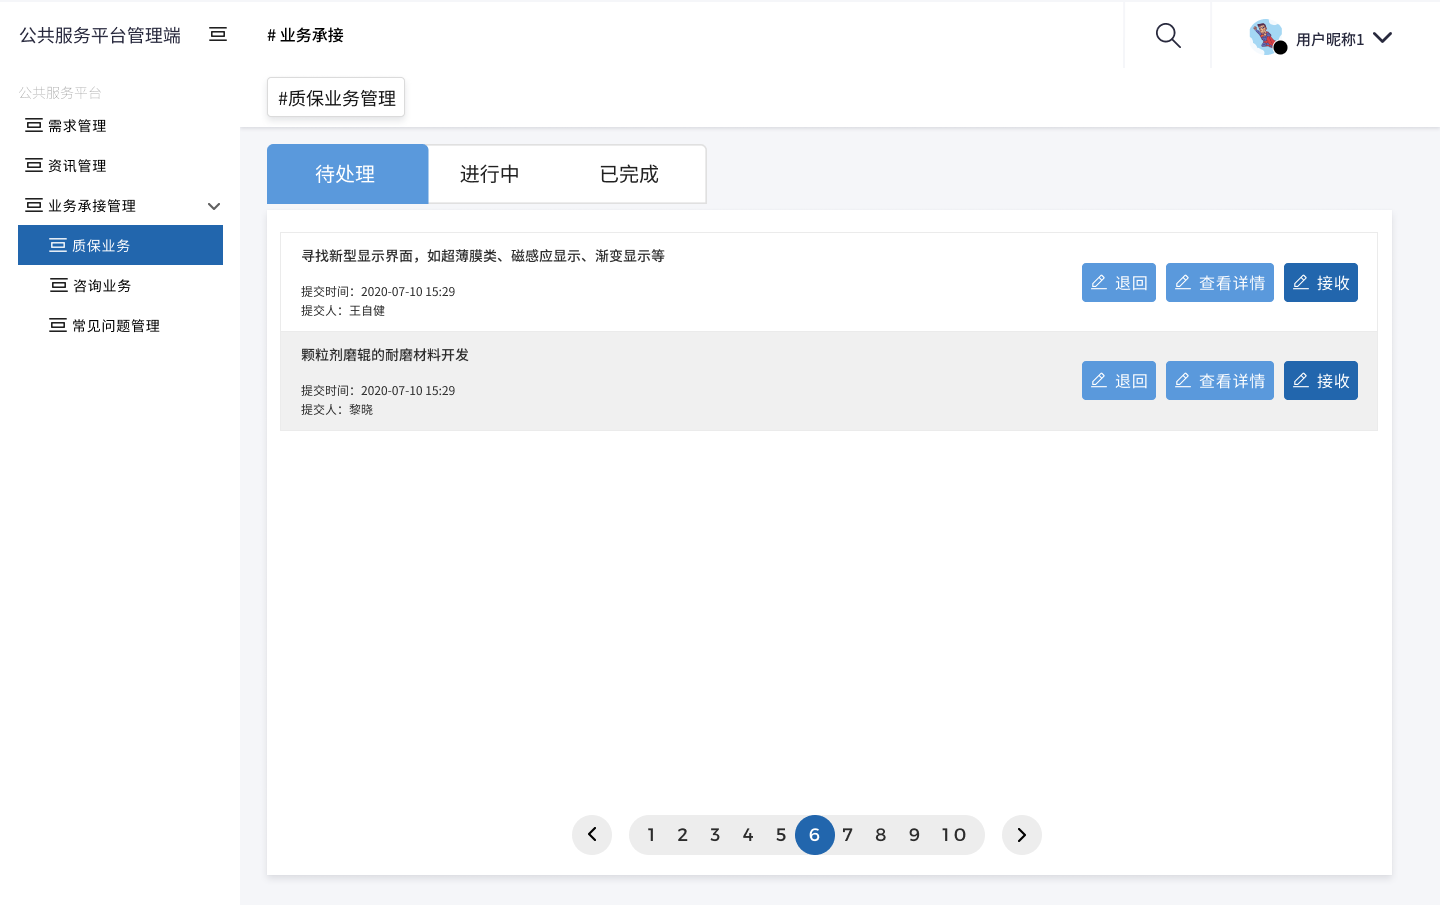 公共服务平台管理端
# 业务承接
用户昵称1
公共服务平台
#质保业务管理
需求管理
资讯管理
业务承接管理
质保业务
咨询业务
常见问题管理
待处理 进行中 已完成
寻找新型显示界面，如超薄膜类、磁感应显示、渐变显示等
提交时间：2020-07-10 15:29
提交人：王自健
退回 查看详情 接收
颗粒剂磨辊的耐磨材料开发
提交时间：2020-07-10 15:29
提交人：黎晓
退回 查看详情 接收
1 2 3 4 5 6 7 8 9 10